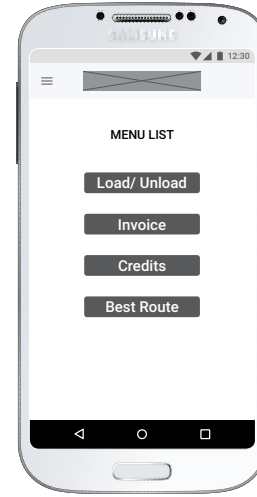 SAMSUNG
12:30
MENU LIST
Load/ Unload
Invoice
Credits
Best Route